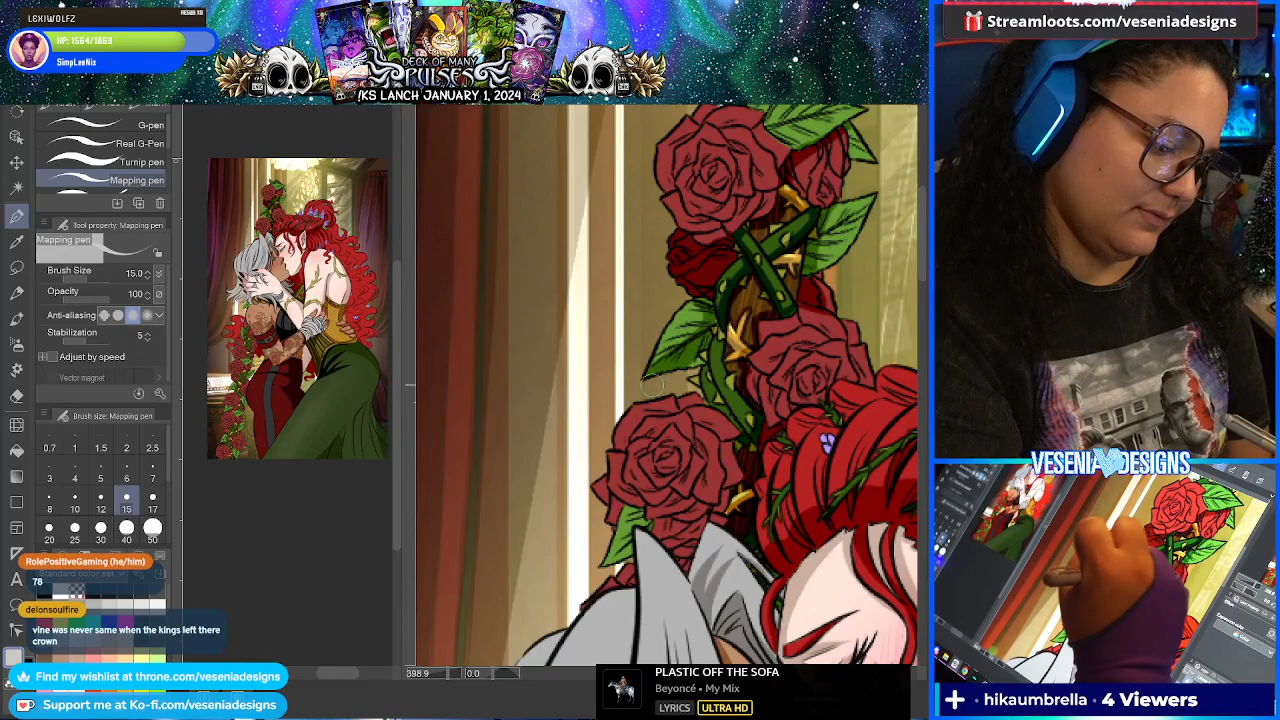 LEXIWOLFZ
HP: 1564/1869
SimpLeeNix
DECK OF MANY
PULSES
!KS LANCH JANUARY 1, 2024
Streamloots.com/veseniadesigns
G-pen
Real G-Pen
Turnip pen
Mapping pen
Tool property: Mapping pen
Mapping pen
Brush Size 15.0
Opacity 100
Anti-aliasing
Stabilization 5
Adjust by speed
Vector magnet
Brush size: Mapping pen
0.7 1 1.5 2 2.5
3 4 5 6 7
8 10 12 15 17
20 25 30 40 50
RolePositiveGaming (he/him)
78
delonsoulfire
vine was never same when the kings left there
crown
Find my wishlist at throne.com/veseniadesigns
Support me at Ko-fi.com/veseniadesigns
388.9 0.0
PLASTIC OFF THE SOFA
Beyoncé • My Mix
LYRICS ULTRA HD
VESENIA DESIGNS
hikaumbrella • 4 Viewers